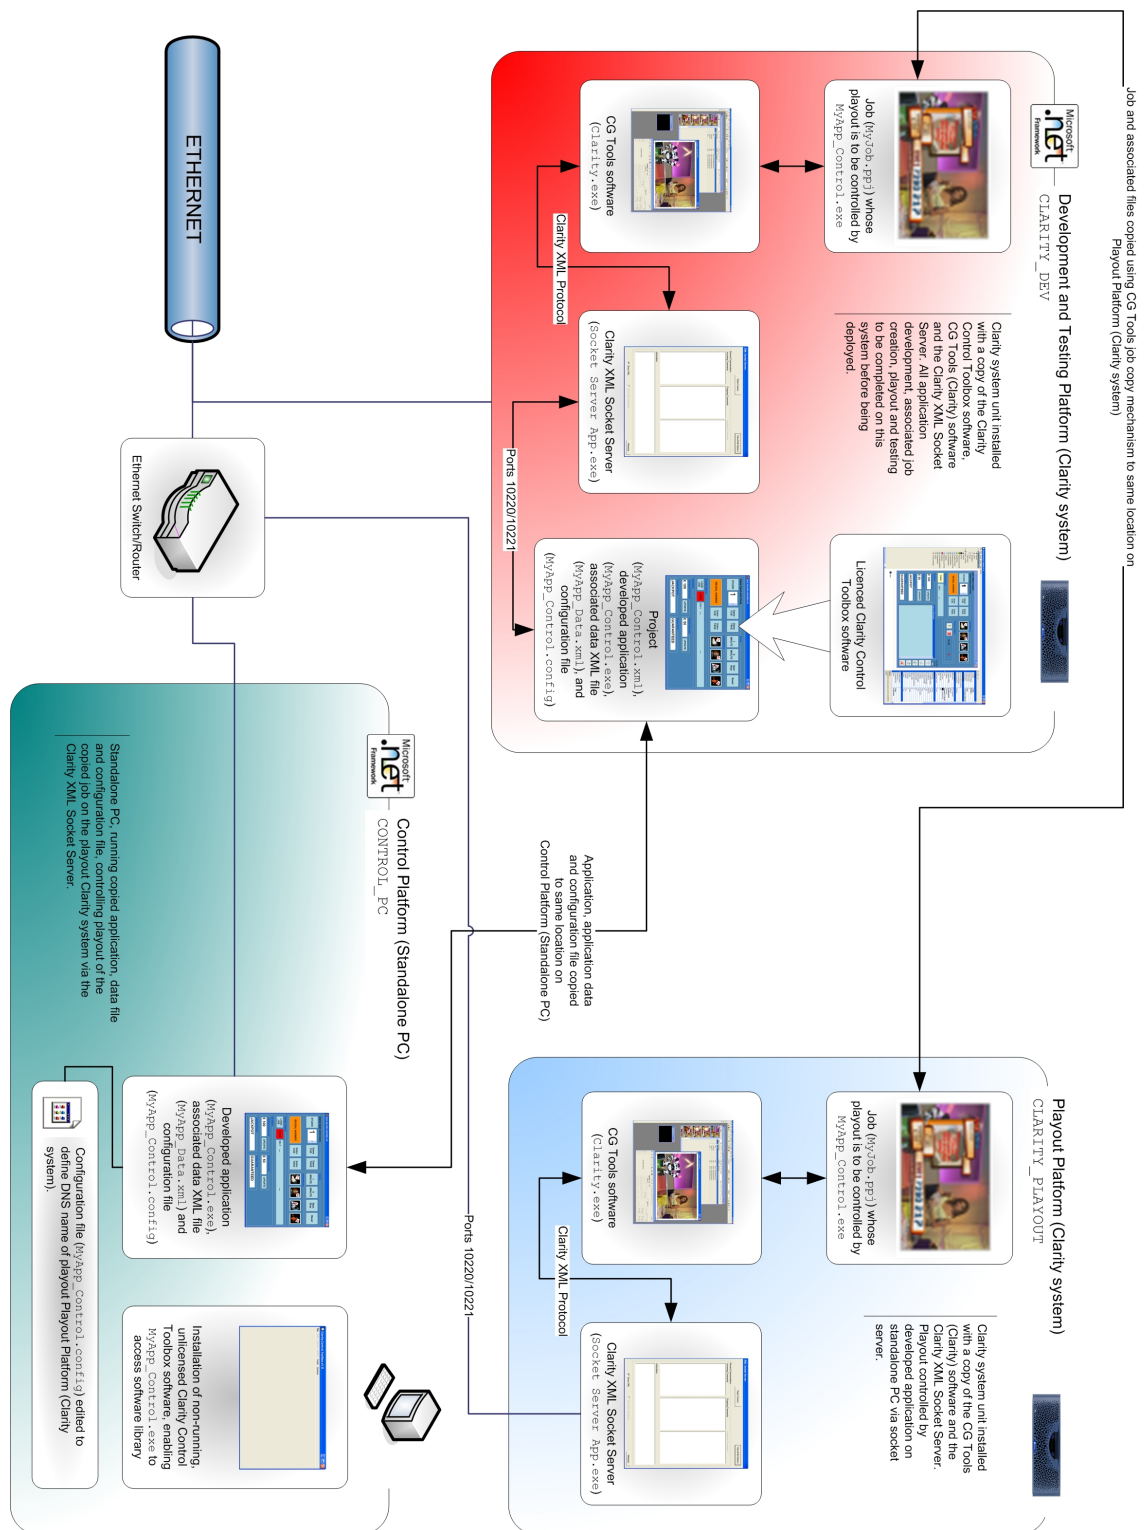 Job and associated files copied using CG Tools job copy mechanism to same location on
Playout Platform (Clarity system)
Microsoft
.net
Framework
Development and Testing Platform (Clarity system)
CLARITY_DEV
Job (MyJob.ppj) whose
playout is to be controlled by
MyApp_Control.exe
Clarity system unit installed
with a copy of the Clarity
Control Toolbox software,
CG Tools (Clarity) software
and the Clarity XML Socket
Server. All application
development, associated job
creation, playout and testing
to be completed on this
system before being
deployed.
Licenced Clarity Control
Toolbox software
CG Tools software
(Clarity.exe)
Clarity XML Protocol
Clarity XML Socket Server
(Socket Server App.exe)
Ports 10220/10221
Project
(MyApp_Control.xml),
developed application
(MyApp_Control.exe),
associated data XML file
(MyApp_Data.xml), and
configuration file
(MyApp_Control.config)
Playout Platform (Clarity system)
CLARITY_PLAYOUT
Job (MyJob.ppj) whose
playout is to be controlled by
MyApp_Control.exe
Clarity system unit installed
with a copy of the CG Tools
(Clarity) software and the
Clarity XML Socket Server.
Playout controlled by
developed application on
standalone PC via socket
server.
CG Tools software
(Clarity.exe)
Clarity XML Protocol
Clarity XML Socket Server
(Socket Server App.exe)
Application, application data
and configuration file copied
to same location on
Control Platform (Standalone PC)
Ports 10220/10221
ETHERNET
Ethernet Switch/Router
Microsoft
.net
Framework
Control Platform (Standalone PC)
CONTROL_PC
Standalone PC, running copied application, data file
and configuration file, controlling playout of the
copied job on the playout Clarity system via the
Clarity XML Socket Server.
Developed application
(MyApp_Control.exe),
associated data XML file
(MyApp_Data.xml) and
configuration file
(MyApp_Control.config)
Installation of non-running,
unlicensed Clarity Control
Toolbox software, enabling
MyApp_Control.exe to
access software library
Configuration file (MyApp_Control.config) edited to
define DNS name of playout Playout Platform (Clarity
system).